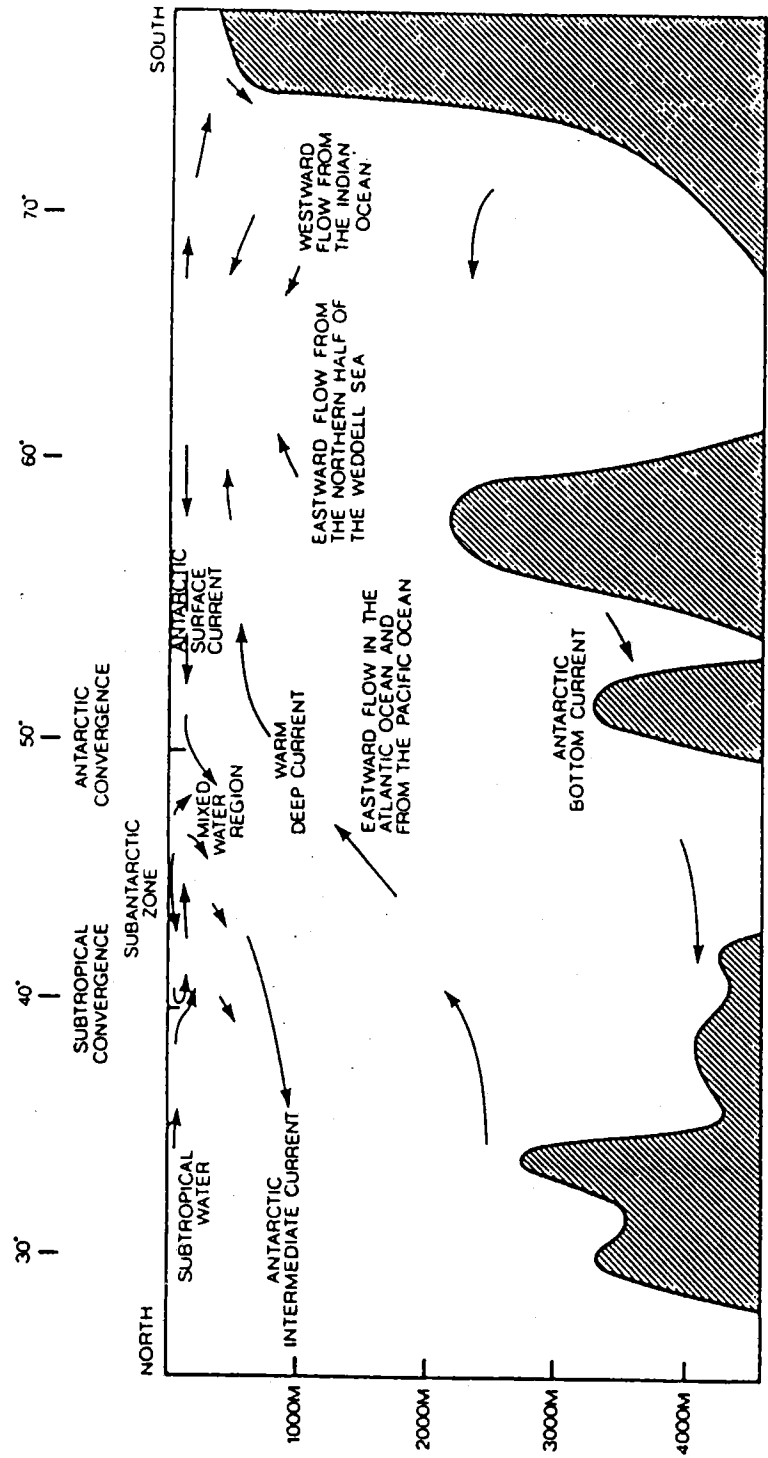 30°
40°
50°
60°
70°
SUBTROPICAL
CONVERGENCE
SUBANTARCTIC
ZONE
ANTARCTIC
CONVERGENCE
NORTH
SOUTH
SUBTROPICAL
WATER
MIXED
WATER
REGION
ANTARCTIC
SURFACE
CURRENT
ANTARCTIC
INTERMEDIATE CURRENT
WARM
DEEP CURRENT
EASTWARD FLOW FROM
THE NORTHERN HALF OF
THE WEDDELL SEA
WESTWARD
FLOW FROM
THE INDIAN
OCEAN.
EASTWARD FLOW IN THE
ATLANTIC OCEAN AND
FROM THE PACIFIC OCEAN
ANTARCTIC
BOTTOM CURRENT
1000M
2000M
3000M
4000M